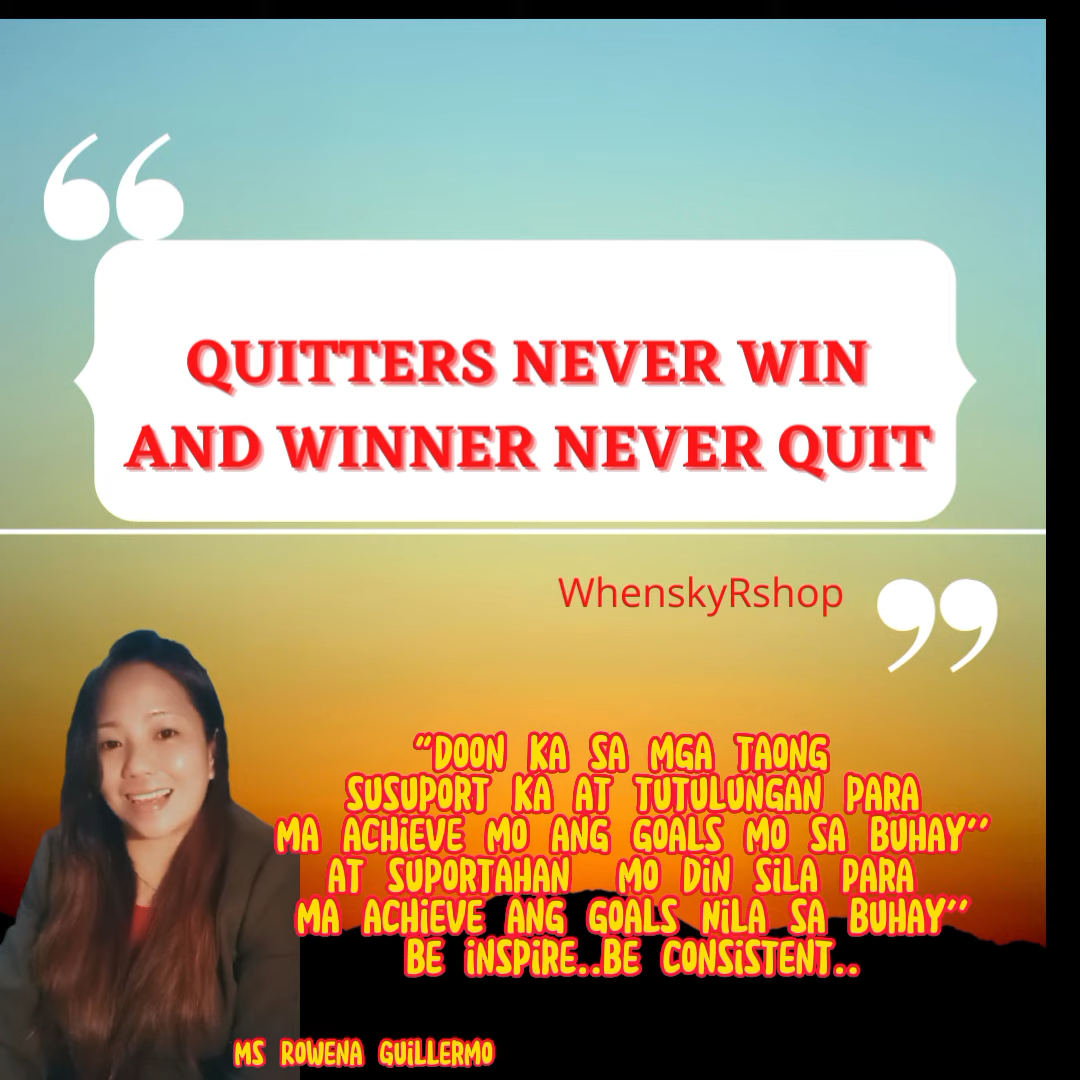 QUITTERS NEVER WIN
AND WINNER NEVER QUIT
WhenskyRshop
"DOON KA SA MGA TAONG
SUSUPORT KA AT TUTULUNGAN PARA
MA ACHiEVE MO ANG GOALS MO SA BUHAY''
AT SUPORTAHAN MO DiN SiLA PARA
MA ACHiEVE ANG GOALS NiLA SA BUHAY''
BE iNSPiRE..BE CONSiSTENT..
MS ROWENA GUiLLERMO